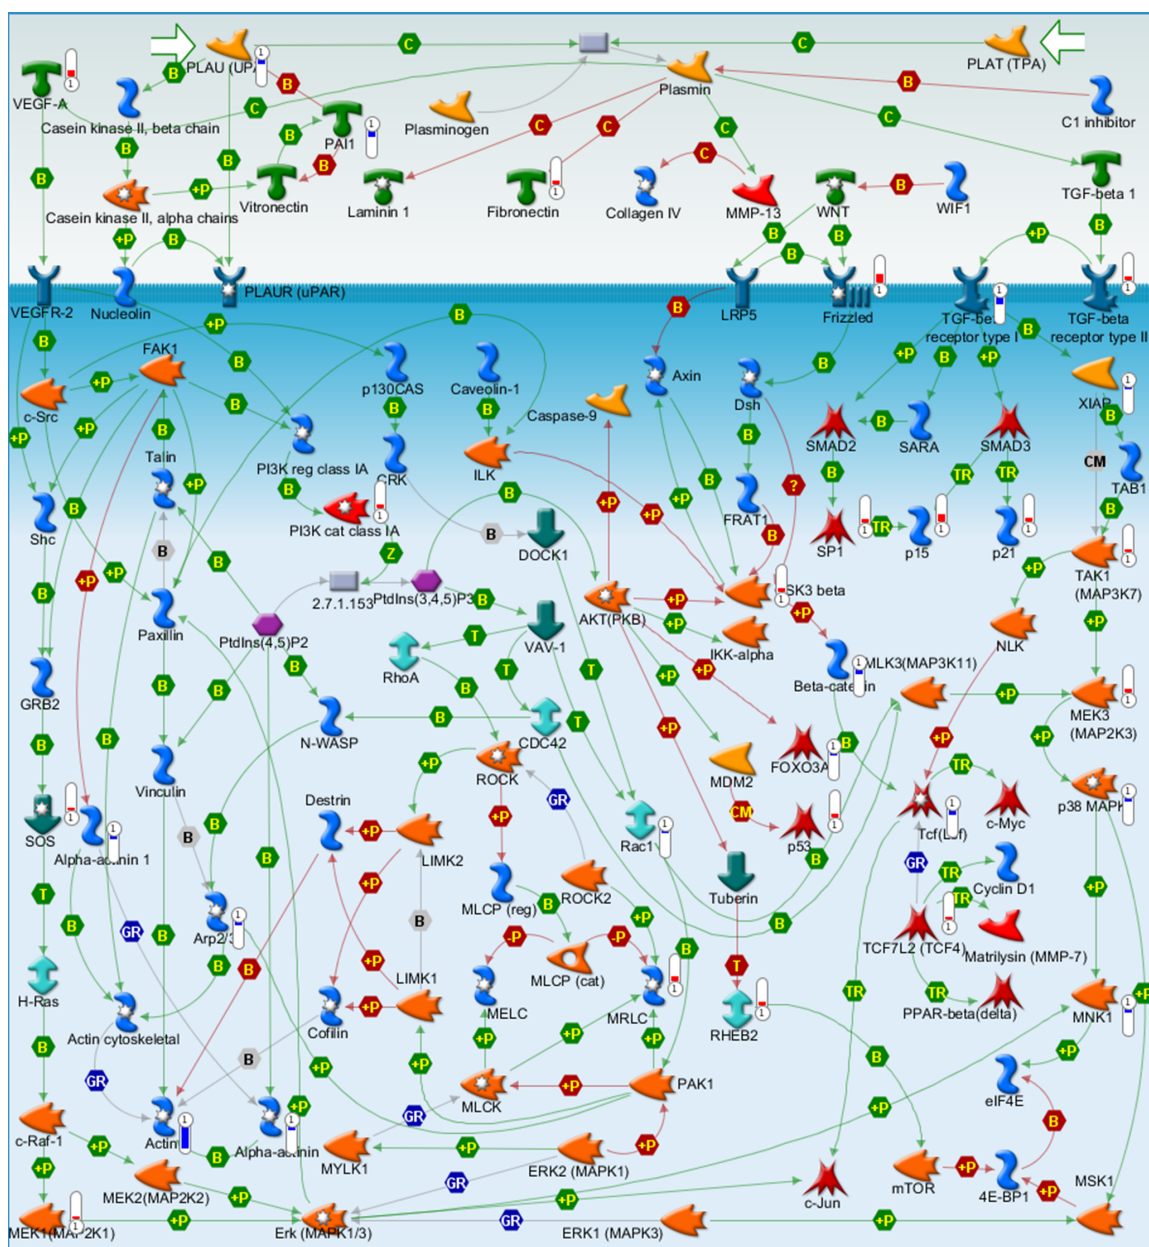 PLAU (UPA
PLAT (TPA)
VEGF-A
Plasmin
Casein kinase II, beta chain
PAI1
Plasminogen
C1 inhibitor
Casein kinase II, alpha chains
Vitronectin
Laminin 1
Fibronectin
Collagen IV
MMP-13
WNT
WIF1
TGF-beta 1
VEGFR-2
Nucleolin
PLAUR (uPAR)
LRP5
Frizzled
receptor type I
TGF-beta
receptor type II
FAK1
c-Src
p130CAS
Caveolin-1
Axin
Caspase-9
Dsh
SMAD2
SARA
SMAD3
XIAP
TAB1
Talin
PI3K reg class IA
CRK
ILK
FRAT1
Shc
PI3K cat class IA
DOCK1
SP1
p15
p21
TAK1
(MAP3K7)
2.7.1.153
PtdIns(3,4,5)P3
AKT(PKB)
SK3 beta
Paxillin
PtdIns(4,5)P2
RhoA
VAV-1
IKK-alpha
NLK
MLK3(MAP3K11)
GRB2
N-WASP
CDC42
MEK3
(MAP2K3)
Vinculin
ROCK
MDM2
FOXO3A
p38 MAPK
SOS
Destrin
LIMK2
Rac1
p53
c-Myc
MLCP (reg)
ROCK2
Tuberin
Cyclin D1
Arp2/3
TCF7L2 (TCF4)
Matrilysin (MMP-7)
H-Ras
LIMK1
MLCP (cat)
Actin cytoskeletal
Cofilin
MELC
MRLC
RHEB2
PPAR-beta(delta)
MNK1
MLCK
PAK1
eIF4E
c-Raf-1
Actin
MYLK1
ERK2 (MAPK1)
MEK2(MAP2K2)
c-Jun
mTOR
4E-BP1
MSK1
MEK1(MAP2K1)
Erk (MAPK1/3)
ERK1 (MAPK3)